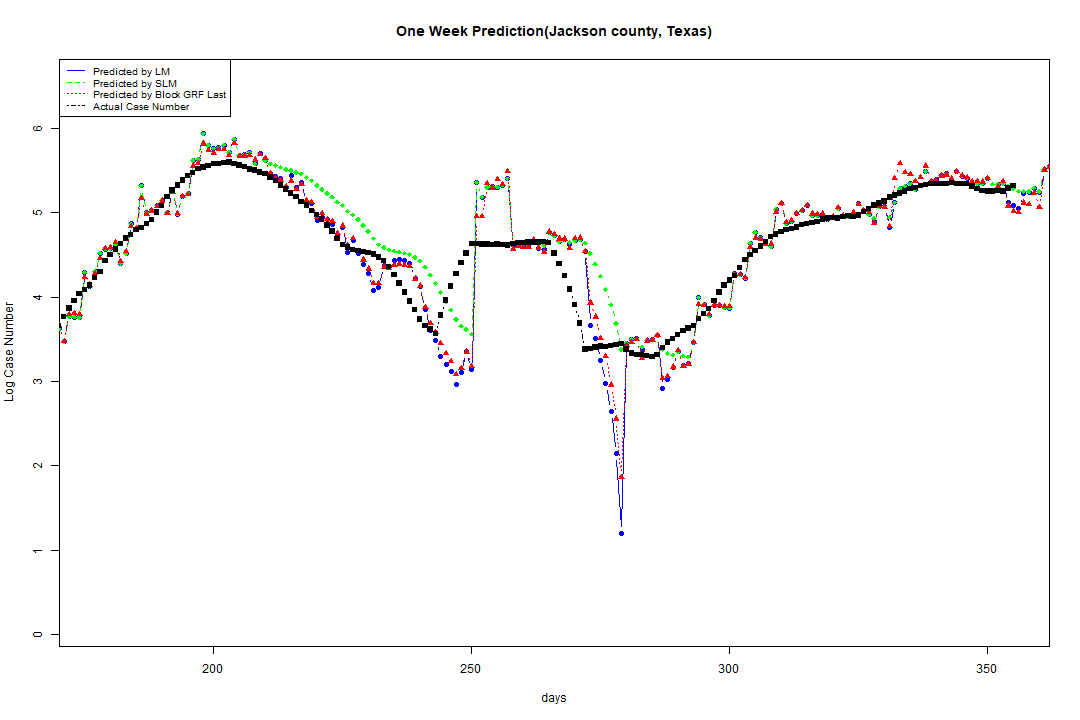 One Week Prediction(Jackson county, Texas)
Predicted by LM
Predicted by SLM
Predicted by Block GRF Last
Actual Case Number
6
5
4
3
2
1
0
Log Case Number
200 250 300 350
days